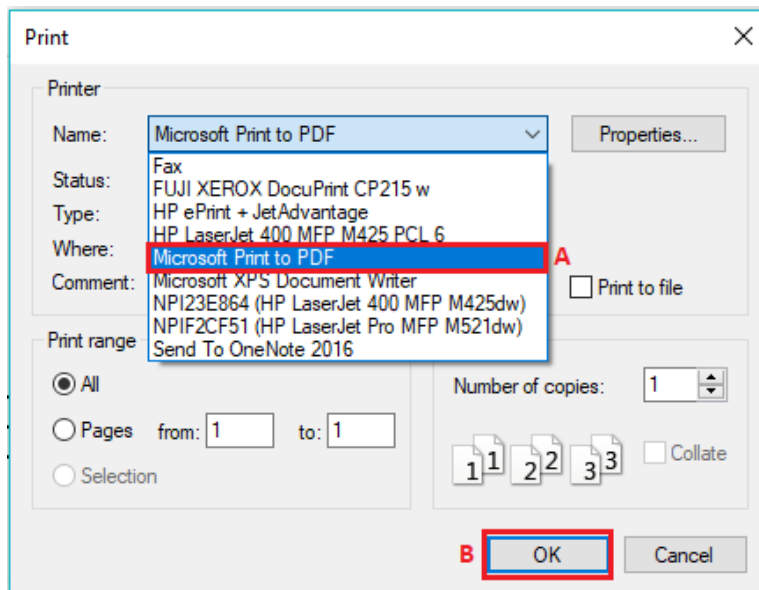 Print
Printer
Name: Microsoft Print to PDF Properties...
Status: Fax
FUJI XEROX DocuPrint CP215 w
Type: HP ePrint + JetAdvantage
HP LaserJet 400 MFP M425 PCL 6
Where: Microsoft Print to PDF A
Comment: Microsoft XPS Document Writer Print to file
NPI23E864 (HP LaserJet 400 MFP M425dw)
NPIF2CF51 (HP LaserJet Pro MFP M521dw)
Print range Send To OneNote 2016
All Number of copies: 1
Pages from: 1 to: 1
1 1 2 2 3 3 Collate
Selection
B OK Cancel